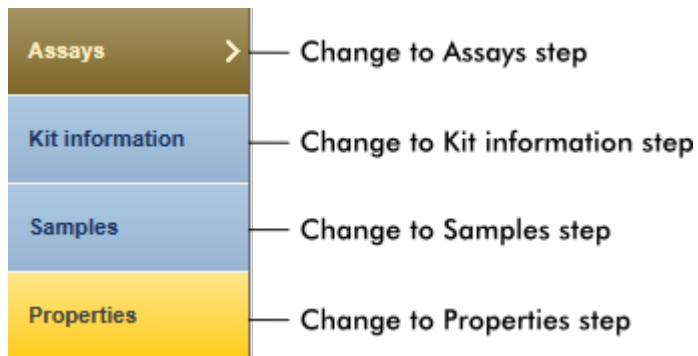 Assays
Change to Assays step
Kit information
Change to Kit information step
Samples
Change to Samples step
Properties
Change to Properties step